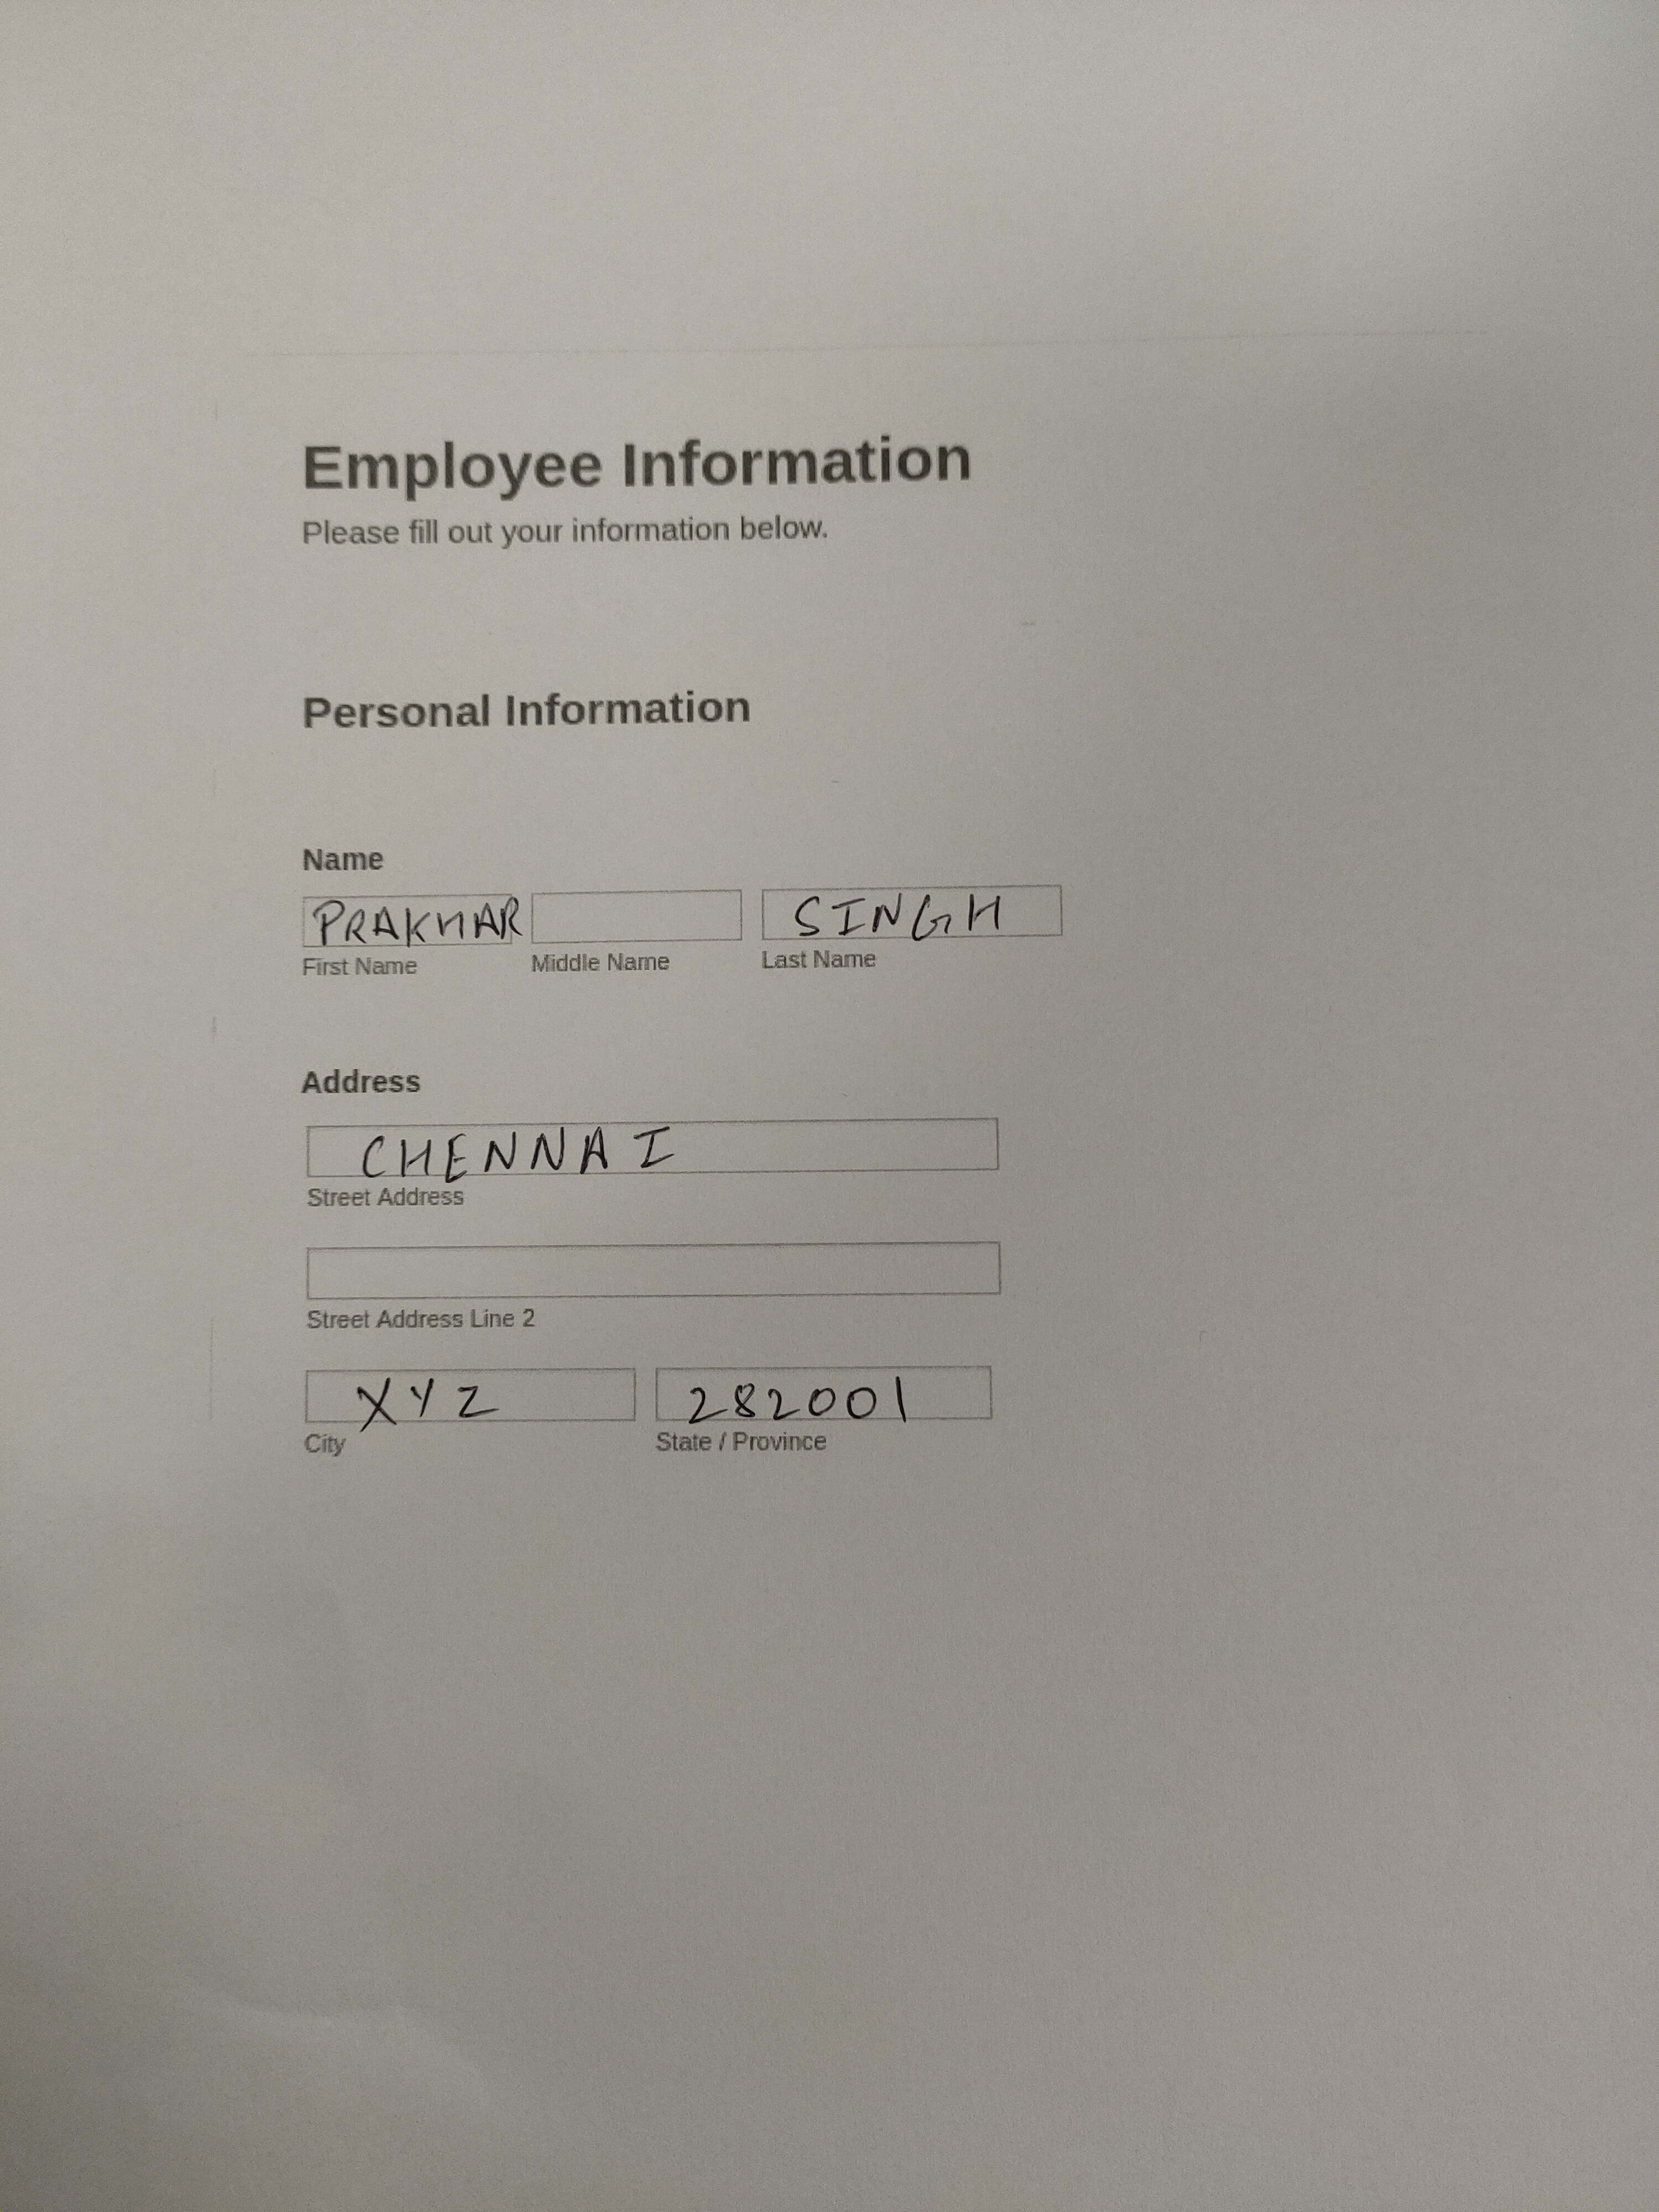 Employee Information
Please fill out your information below.
Personal Information
Name
PRAKHAR SINGH
First Name Middle Name Last Name
Address
CHENNAI
Street Address
Street Address Line 2
XYZ 282001
City State / Province